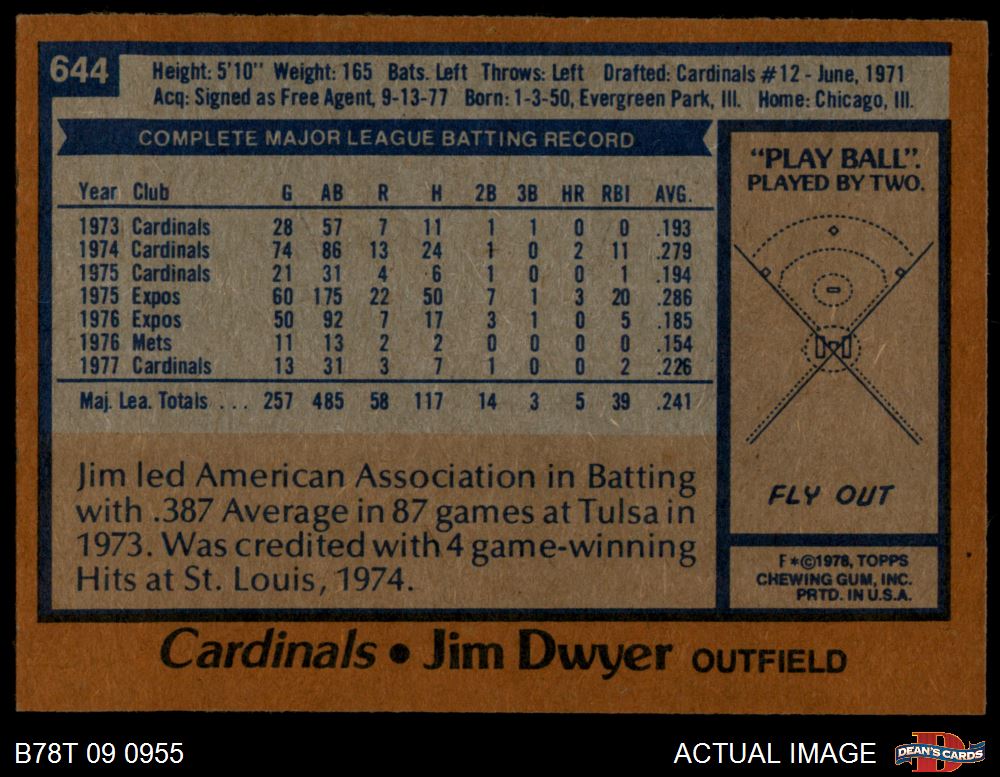 644
Height: 5'10" Weight: 165 Bats. Left Throws: Left Drafted: Cardinals #12 - June, 1971
Acq: Signed as Free Agent, 9-13-77 Born: 1-3-50, Evergreen Park, Ill. Home: Chicago, Ill.
COMPLETE MAJOR LEAGUE BATTING RECORD
Year Club G AB R H 2B 3B HR RBI AVG.
1973 Cardinals 28 57 7 11 1 1 0 0 .193
1974 Cardinals 74 86 13 24 1 0 2 11 .279
1975 Cardinals 21 31 4 6 1 0 0 1 .194
1975 Expos 60 175 22 50 7 1 3 20 .286
1976 Expos 50 92 7 17 3 1 0 5 .185
1976 Mets 11 13 2 2 0 0 0 0 .154
1977 Cardinals 13 31 3 7 1 0 0 2 .226
Maj. Lea. Totals ... 257 485 58 117 14 3 5 39 .241
Jim led American Association in Batting
with .387 Average in 87 games at Tulsa in
1973. Was credited with 4 game-winning
Hits at St. Louis, 1974.
"PLAY BALL".
PLAYED BY TWO.
FLY OUT
F*©1978, TOPPS
CHEWING GUM, INC.
PRTD. IN U.S.A.
Cardinals • Jim Dwyer OUTFIELD
B78T 09 0955
ACTUAL IMAGE
D
DEAN'S CARDS